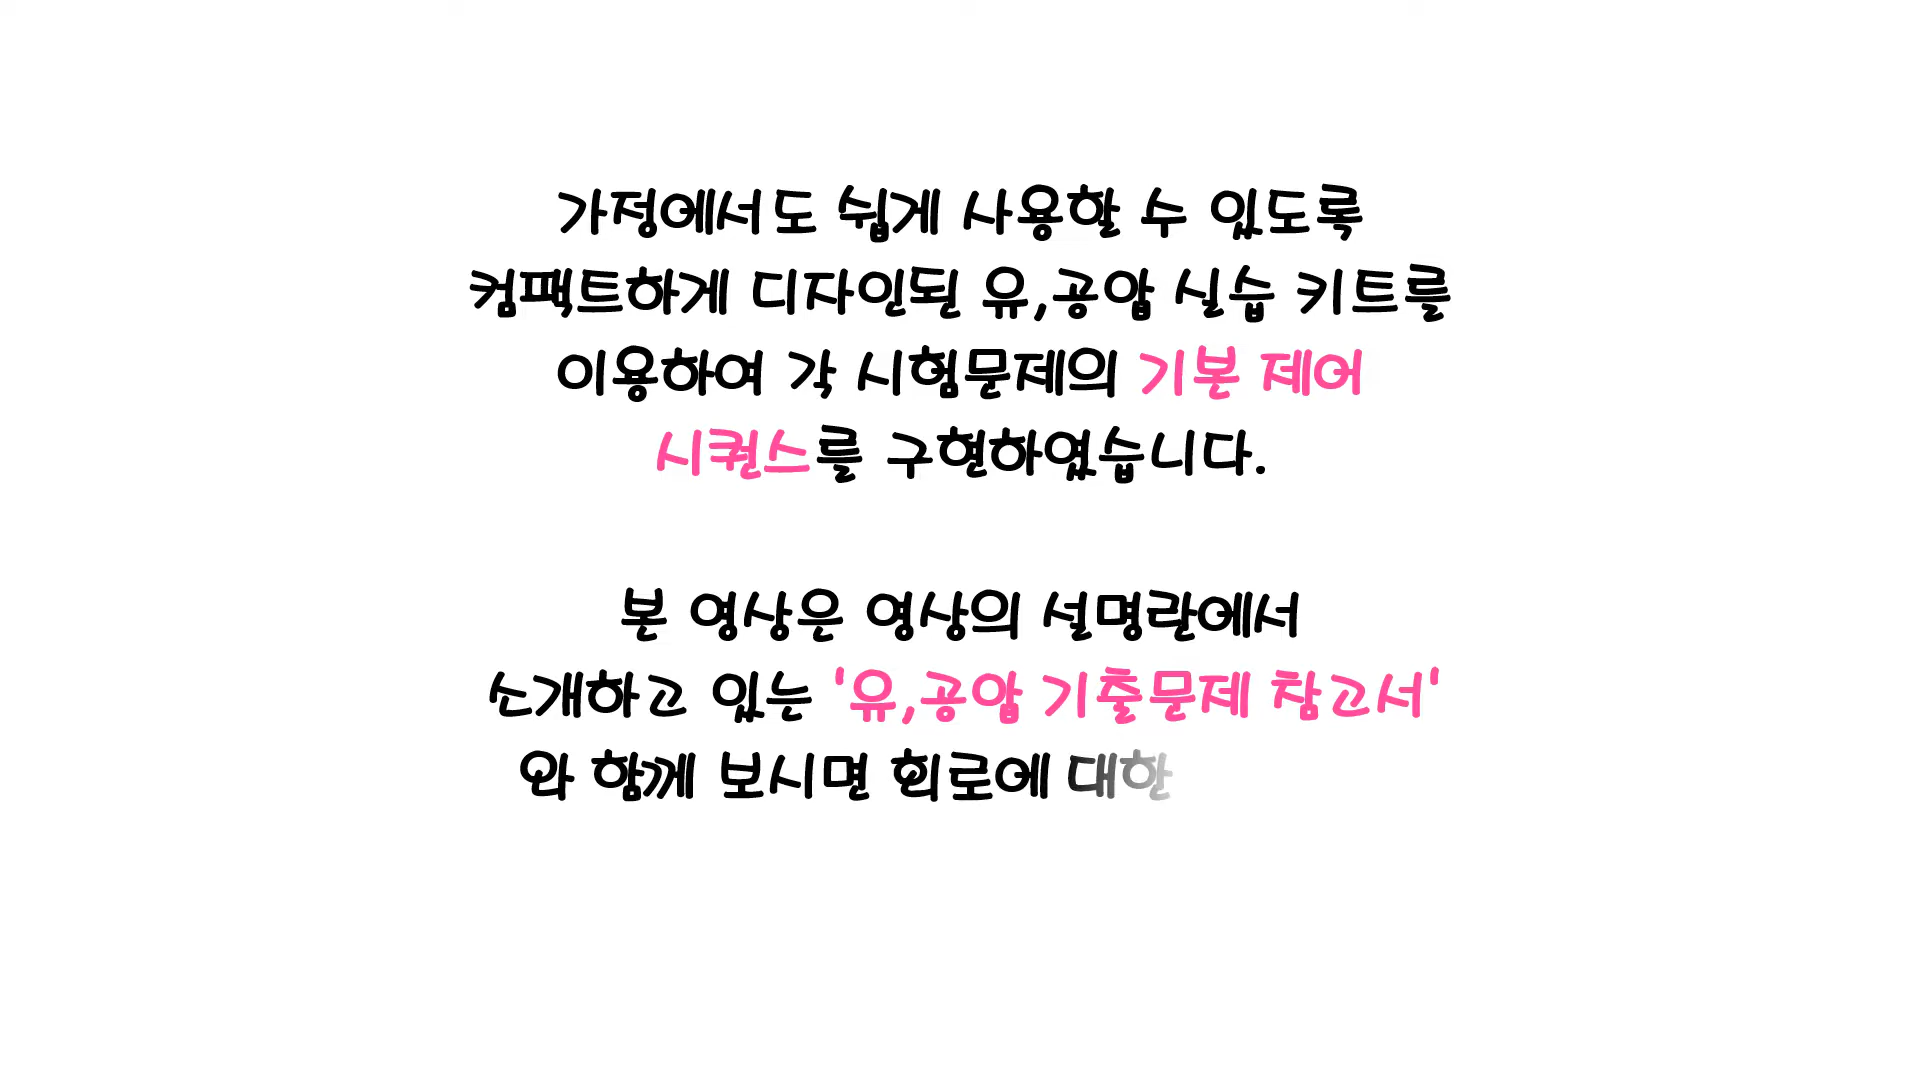 가정에서도 쉽게 사용할 수 있도록
컴팩트하게 디자인된 유,공압 실습 키트를
이용하여 각 시험문제의 기본 제어
시퀀스를 구현하였습니다.
본 영상은 영상의 설명란에서
소개하고 있는 '유,공압 기출문제 참고서'
와 함께 보시면 회로에 대한